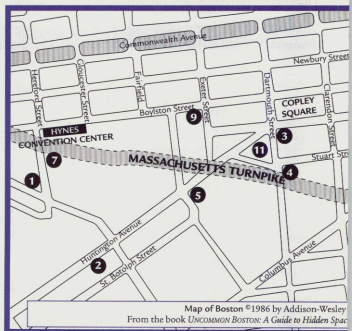 Commonwealth Avenue
Newbury Street
Hereford Street
Gloucester Street
Fairfield
Exeter Street
Dartmouth Street
Clarendon Street
Boylston Street
COPLEY
SQUARE
9
3
HYNES
CONVENTION CENTER
11
Stuart
7
MASSACHUSETTS TURNPIKE
4
1
5
Huntington Avenue
St. Botolph Street
2
Columbus Avenue
Map of Boston ©1986 by Addison-Wesley
From the book UNCOMMON BOSTON: A Guide to Hidden Spac